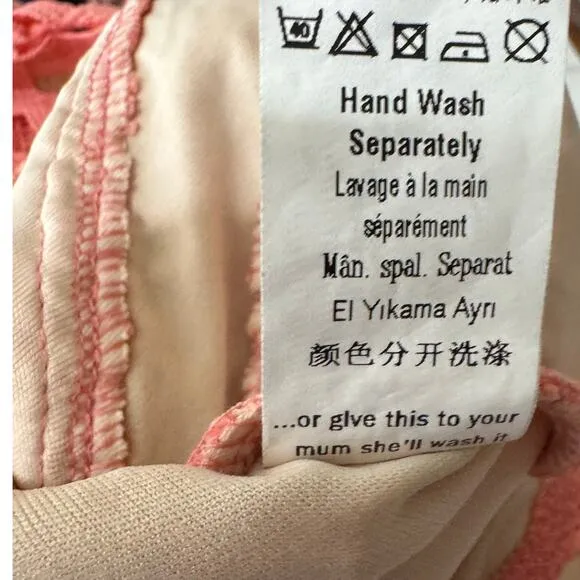 40
Hand Wash
Separately
Lavage à la main
séparément
Mân. spal. Separat
El Yıkama Ayrı
颜色分开洗涤
...or give this to your
mum she'll wash it